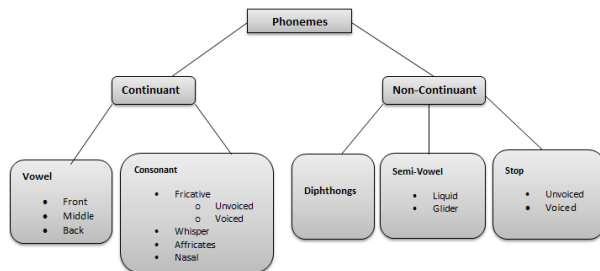 Phonemes
Continuant
Non-Continuant
Vowel
• Front
• Middle
• Back
Consonant
• Fricative
o Unvoiced
o Voiced
• Whisper
• Affricates
• Nasal
Diphthongs
Semi-Vowel
• Liquid
• Glider
Stop
• Unvoiced
• Voiced